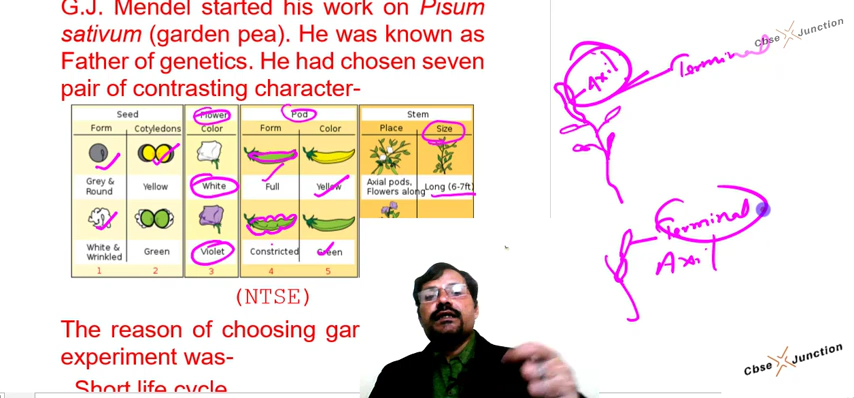 G.J. Mendel started his work on Pisum
sativum (garden pea). He was known as
Father of genetics. He had chosen seven
pair of contrasting character-
Seed Flower Pod Stem
Form Cotyledons Color Form Color Place Size
Grey & Round Yellow White Full Yellow Axial pods, Flowers along Long (6-7ft)
White & Wrinkled Green Violet Constricted Green
1 2 3 4 5
(NTSE)
The reason of choosing gar
experiment was-
Short life cycle
Axil
Terminal
Terminal
Axil
Cbse Junction
Cbse Junction